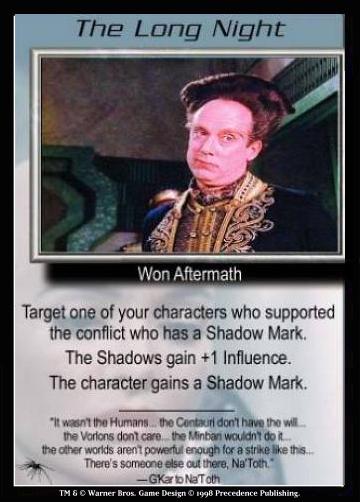 The Long Night
Won Aftermath
Target one of your characters who supported
the conflict who has a Shadow Mark.
The Shadows gain +1 Influence.
The character gains a Shadow Mark.
"It wasn't the Humans... the Centauri don't have the will...
the Vorlons don't care... the Minbari wouldn't do it...
the other worlds aren't powerful enough for a strike like this...
There's someone else out there, Na'Toth."
—G'Kar to Na'Toth
TM & © Warner Bros. Game Design © 1998 Precedence Publishing.